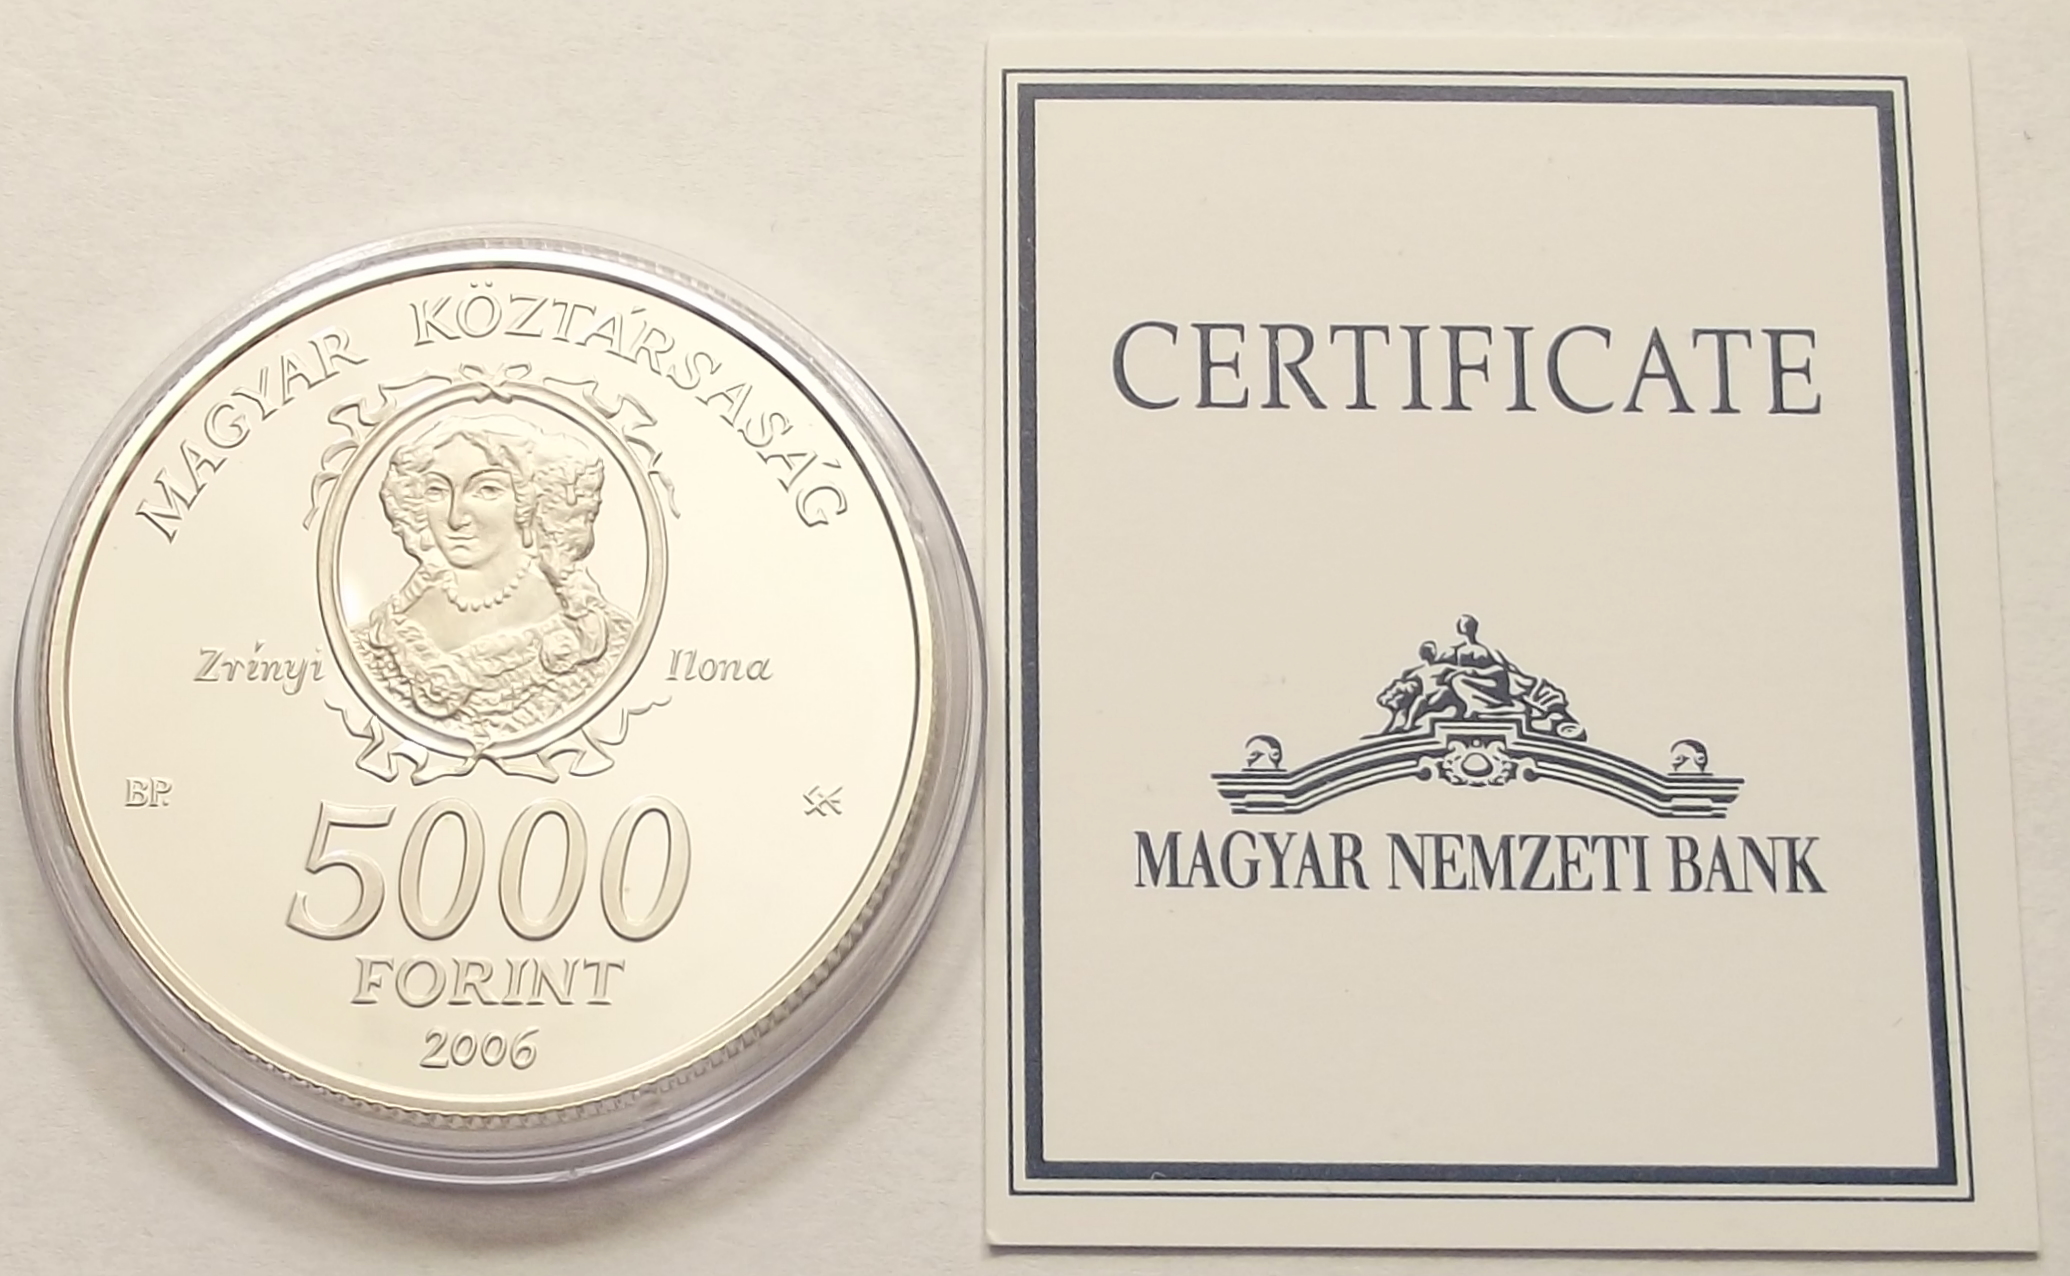 MAGYAR KÖZTÁRSASÁG
Zrínyi Ilona
BP.
5000
FORINT
2006
CERTIFICATE
MAGYAR NEMZETI BANK